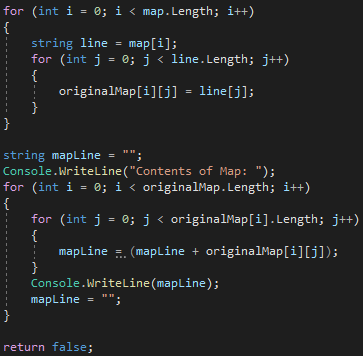 for (int i = 0; i < map.Length; i++)
{
    string line = map[i];
    for (int j = 0; j < line.Length; j++)
    {
        originalMap[i][j] = line[j];
    }
}

string mapLine = "";
Console.WriteLine("Contents of Map: ");
for (int i = 0; i < originalMap.Length; i++)
{
    for (int j = 0; j < originalMap[i].Length; j++)
    {
        mapLine = (mapLine + originalMap[i][j]);
    }
    Console.WriteLine(mapLine);
    mapLine = "";
}

return false;